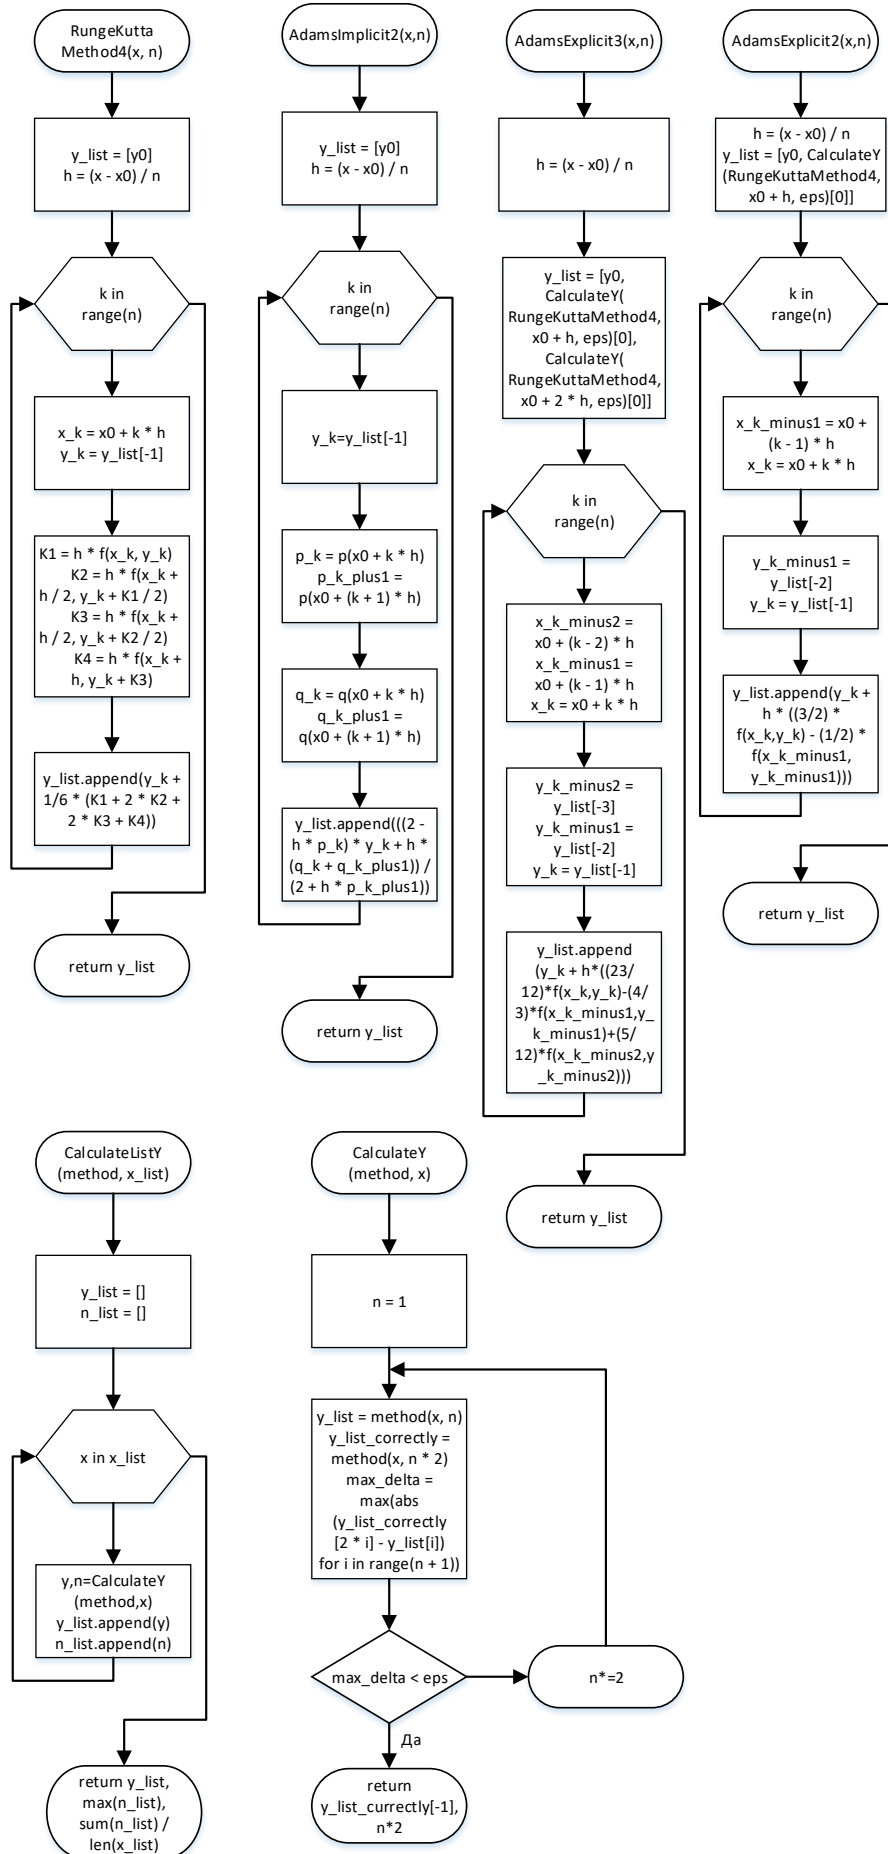 RungeKutta
Method4(x, n)
y_list = [y0]
h = (x - x0) / n
k in
range(n)
x_k = x0 + k * h
y_k = y_list[-1]
K1 = h * f(x_k, y_k)
K2 = h * f(x_k +
h / 2, y_k + K1 / 2)
K3 = h * f(x_k +
h / 2, y_k + K2 / 2)
K4 = h * f(x_k +
h, y_k + K3)
y_list.append(y_k +
1/6 * (K1 + 2 * K2 +
2 * K3 + K4))
return y_list
AdamsImplicit2(x,n)
y_list = [y0]
h = (x - x0) / n
k in
range(n)
y_k=y_list[-1]
p_k = p(x0 + k * h)
p_k_plus1 =
p(x0 + (k + 1) * h)
q_k = q(x0 + k * h)
q_k_plus1 =
q(x0 + (k + 1) * h)
y_list.append(((2 -
h * p_k) * y_k + h *
(q_k + q_k_plus1)) /
(2 + h * p_k_plus1))
return y_list
AdamsExplicit3(x,n)
h = (x - x0) / n
y_list = [y0,
CalculateY(
RungeKuttaMethod4,
x0 + h, eps)[0],
CalculateY(
RungeKuttaMethod4,
x0 + 2 * h, eps)[0]]
k in
range(n)
x_k_minus2 =
x0 + (k - 2) * h
x_k_minus1 =
x0 + (k - 1) * h
x_k = x0 + k * h
y_k_minus2 =
y_list[-3]
y_k_minus1 =
y_list[-2]
y_k = y_list[-1]
y_list.append
(y_k + h*((23/
12)*f(x_k,y_k)-(4/
3)*f(x_k_minus1,y_
k_minus1)+(5/
12)*f(x_k_minus2,y
_k_minus2)))
return y_list
AdamsExplicit2(x,n)
h = (x - x0) / n
y_list = [y0, CalculateY
(RungeKuttaMethod4,
x0 + h, eps)[0]]
k in
range(n)
x_k_minus1 = x0 +
(k - 1) * h
x_k = x0 + k * h
y_k_minus1 =
y_list[-2]
y_k = y_list[-1]
y_list.append(y_k +
h * ((3/2) *
f(x_k,y_k) - (1/2) *
f(x_k_minus1,
y_k_minus1)))
return y_list
CalculateListY
(method, x_list)
y_list = []
n_list = []
x in x_list
y,n=CalculateY
(method,x)
y_list.append(y)
n_list.append(n)
return y_list,
max(n_list),
sum(n_list) /
len(x_list)
CalculateY
(method, x)
n = 1
y_list = method(x, n)
y_list_correctly =
method(x, n * 2)
max_delta =
max(abs
(y_list_correctly
[2 * i] - y_list[i])
for i in range(n + 1))
max_delta < eps
n*=2
Да
return
y_list_currectly[-1],
n*2